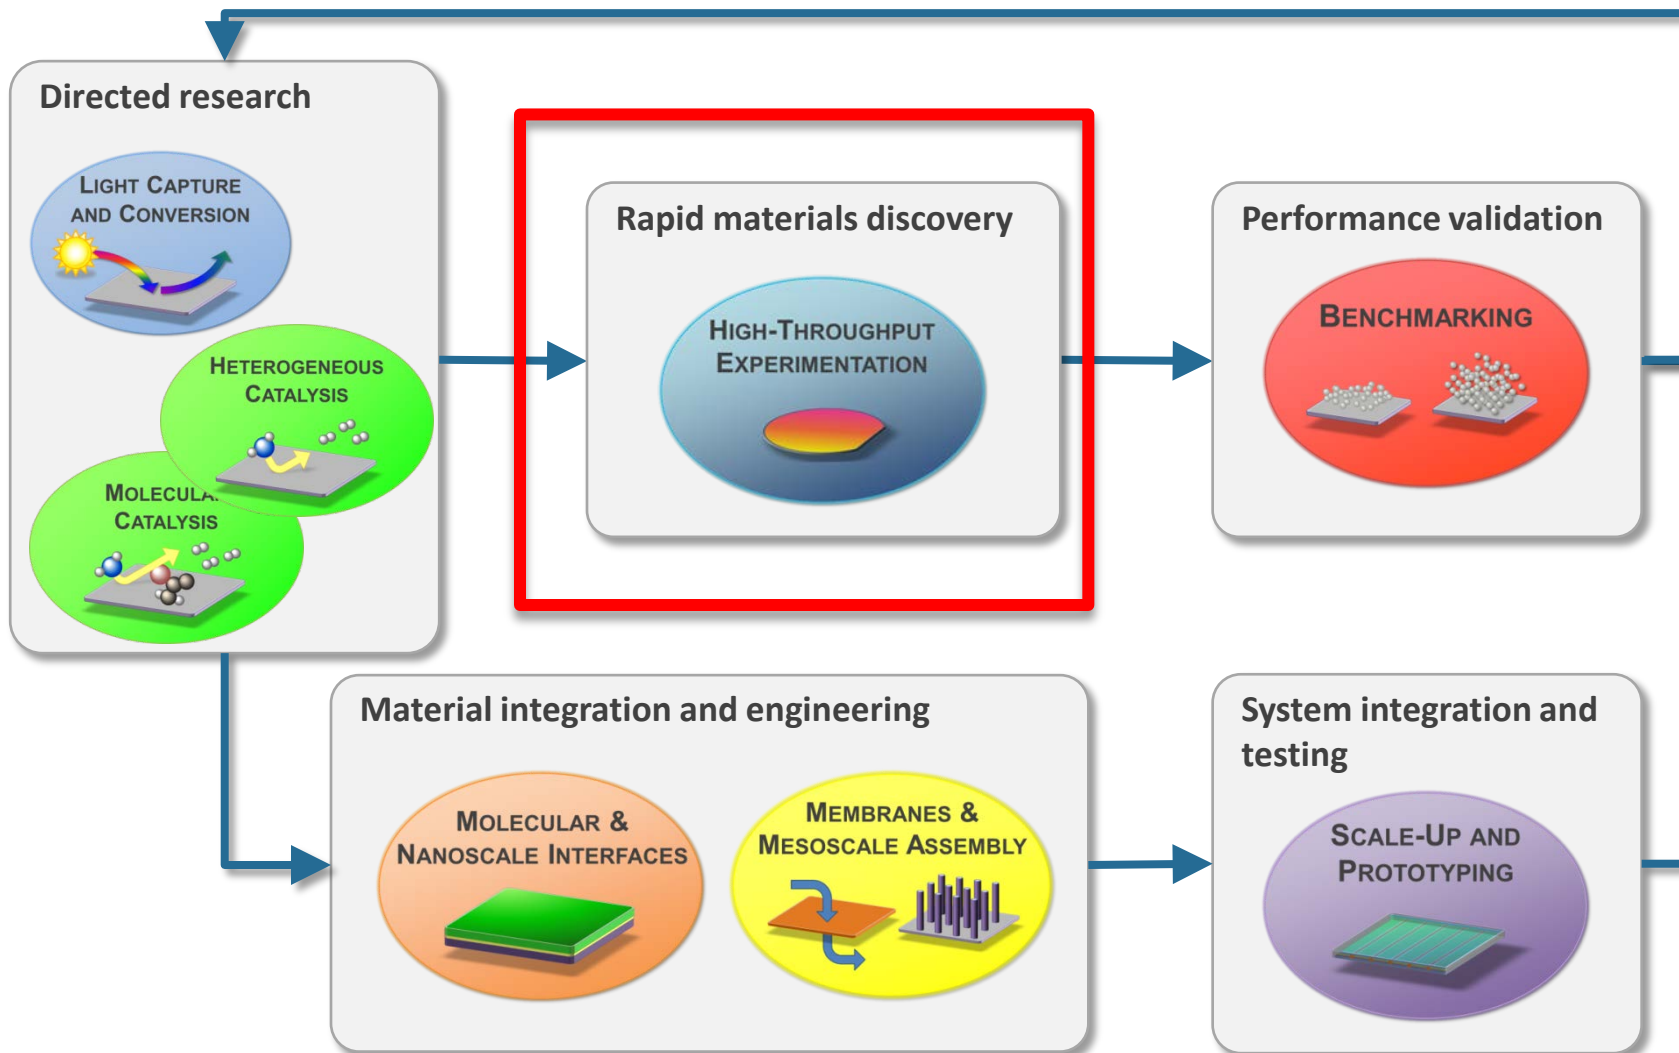 Directed research
LIGHT CAPTURE
AND CONVERSION
HETEROGENEOUS
CATALYSIS
CATALYSIS
Rapid materials discovery
HIGH-THROUGHPUT
EXPERIMENTATION
Performance validation
BENCHMARKING
Material integration and engineering
MOLECULAR &
NANOSCALE INTERFACES
MEMBRANES &
MESOSCALE ASSEMBLY
System integration and
testing
SCALE-UP AND
PROTOTYPING